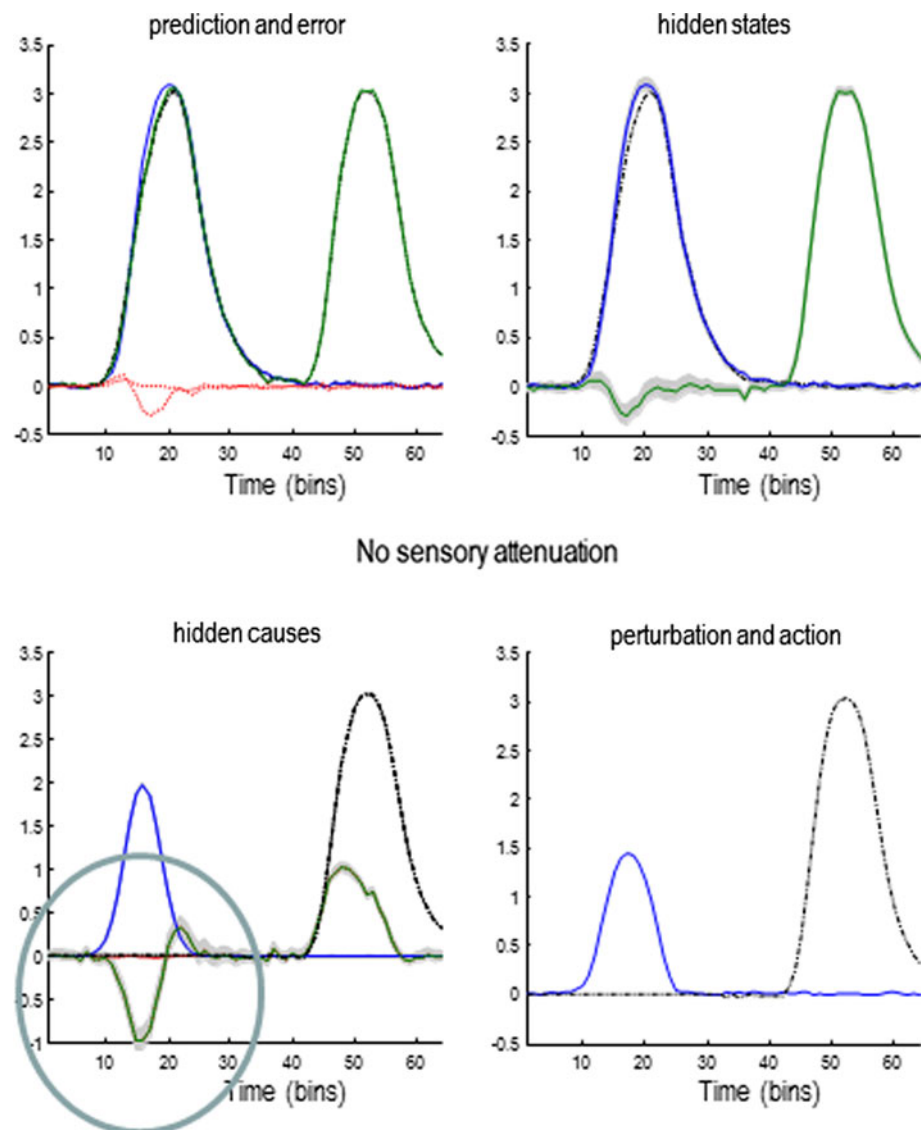 prediction and error
3.5
3
2.5
2
1.5
1
0.5
0
-0.5
10 20 30 40 50 60
Time (bins)
hidden states
3.5
3
2.5
2
1.5
1
0.5
0
-0.5
10 20 30 40 50 60
Time (bins)
No sensory attenuation
hidden causes
3.5
3
2.5
2
1.5
1
0.5
0
-0.5
-1
10 20 30 40 50 60
Time (bins)
perturbation and action
3.5
3
2.5
2
1.5
1
0.5
0
-0.5
10 20 30 40 50 60
Time (bins)